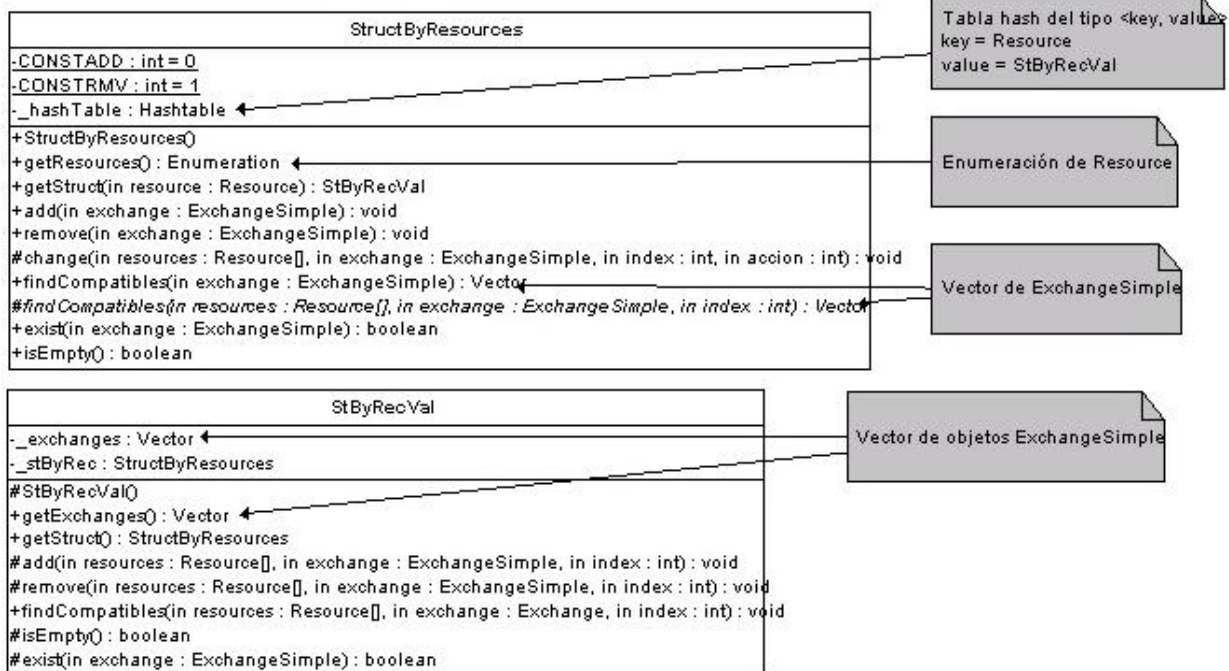 StructByResources
-CONSTADD : int = 0
-CONSTRMV : int = 1
-_hashTable : Hashtable
+StructByResources()
+getResources() : Enumeration
+getStruct(in resource : Resource) : StByRecVal
+add(in exchange : ExchangeSimple) : void
+remove(in exchange : ExchangeSimple) : void
#change(in resources : Resource[], in exchange : ExchangeSimple, in index : int, in accion : int) : void
+findCompatibles(in exchange : ExchangeSimple) : Vector
#findCompatibles(in resources : Resource[], in exchange : ExchangeSimple, in index : int) : Vector
+exist(in exchange : ExchangeSimple) : boolean
+isEmpty() : boolean
Tabla hash del tipo <key, value>
key = Resource
value = StByRecVal
Enumeración de Resource
Vector de ExchangeSimple
StByRecVal
-_exchanges : Vector
-_stByRec : StructByResources
#StByRecVal()
+getExchanges() : Vector
+getStruct() : StructByResources
#add(in resources : Resource[], in exchange : ExchangeSimple, in index : int) : void
#remove(in resources : Resource[], in exchange : ExchangeSimple, in index : int) : void
+findCompatibles(in resources : Resource[], in exchange : Exchange, in index : int) : void
#isEmpty() : boolean
#exist(in exchange : ExchangeSimple) : boolean
Vector de objetos ExchangeSimple